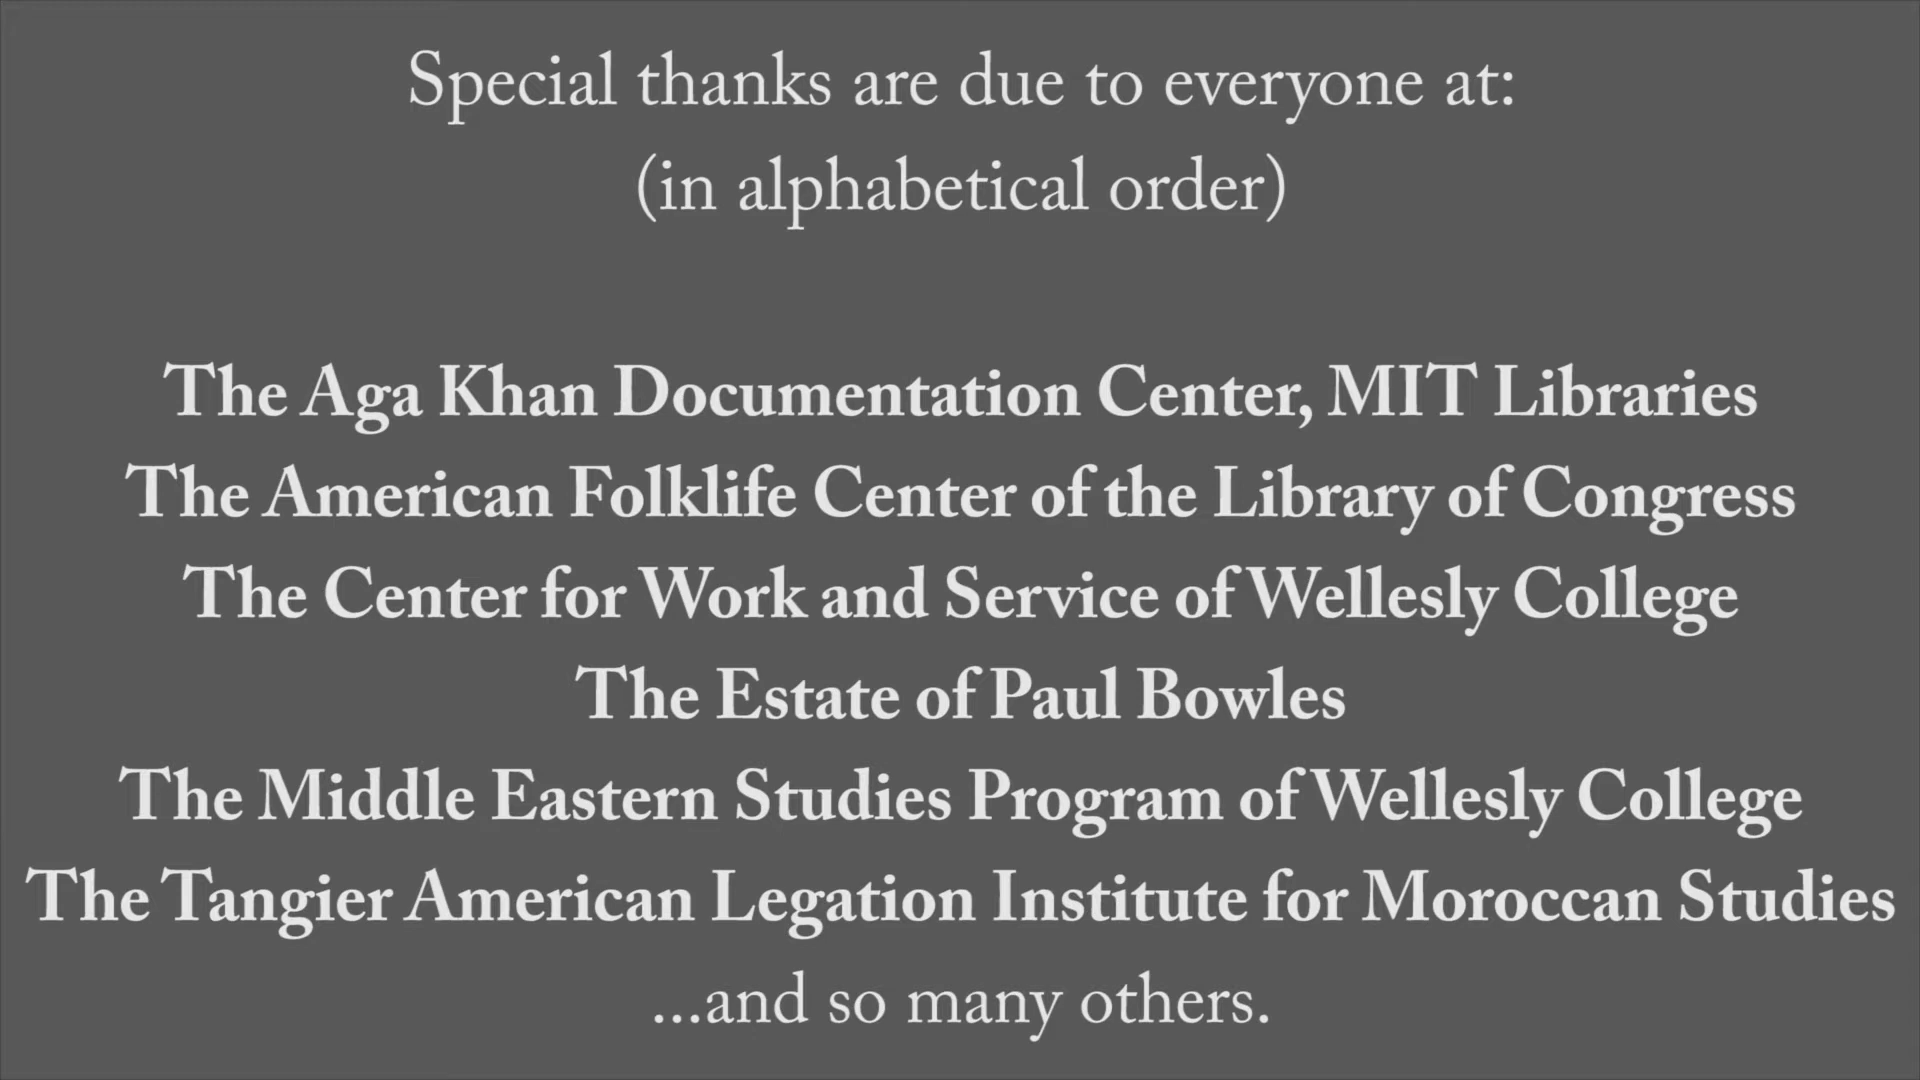 Special thanks are due to everyone at:
(in alphabetical order)
The Aga Khan Documentation Center, MIT Libraries
The American Folklife Center of the Library of Congress
The Center for Work and Service of Wellesly College
The Estate of Paul Bowles
The Middle Eastern Studies Program of Wellesly College
The Tangier American Legation Institute for Moroccan Studies
...and so many others.